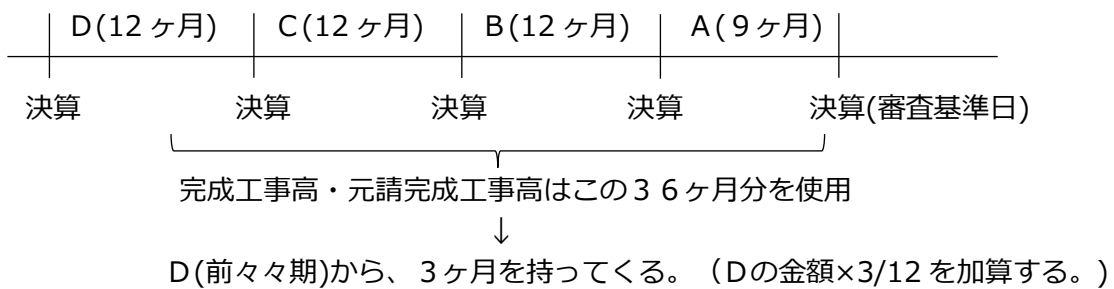 D(12ヶ月) C(12ヶ月) B(12ヶ月) A(9ヶ月)
決算 決算 決算 決算 決算(審査基準日)
完成工事高・元請完成工事高はこの３６ヶ月分を使用
↓
D(前々々期)から、３ヶ月を持ってくる。（Dの金額×3/12を加算する。)